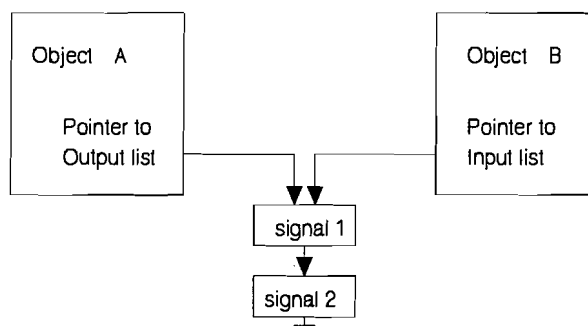 Object A
Pointer to
Output list
Object B
Pointer to
Input list
signal 1
signal 2